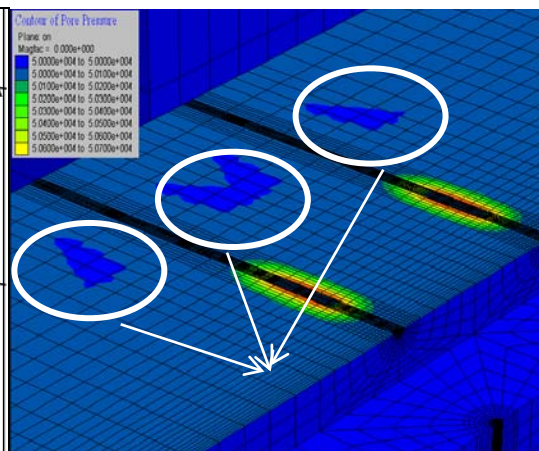 Contour of Pore Pressure
Plane: on
Magfac = 0.000e+000
5.0000e+004 to 5.0000e+004
5.0000e+004 to 5.0100e+004
5.0100e+004 to 5.0200e+004
5.0200e+004 to 5.0300e+004
5.0300e+004 to 5.0400e+004
5.0400e+004 to 5.0500e+004
5.0500e+004 to 5.0600e+004
5.0600e+004 to 5.0700e+004